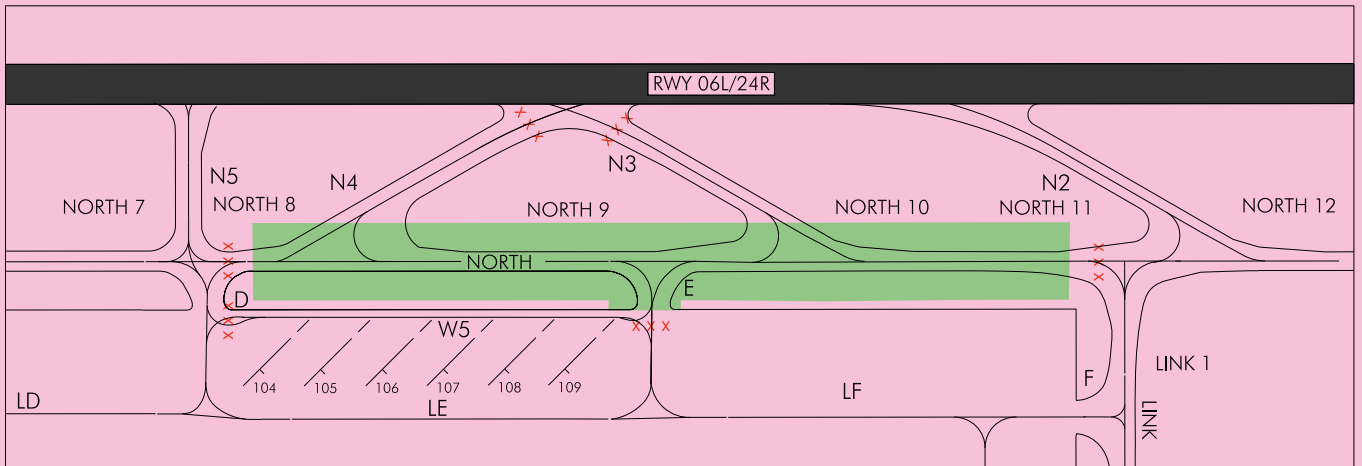 RWY 06L/24R
N5
N4
N3
N2
NORTH 7
NORTH 8
NORTH 9
NORTH 10
NORTH 11
NORTH 12
NORTH
D
E
W5
104
105
106
107
108
109
LD
LE
LF
F
LINK 1
LINK